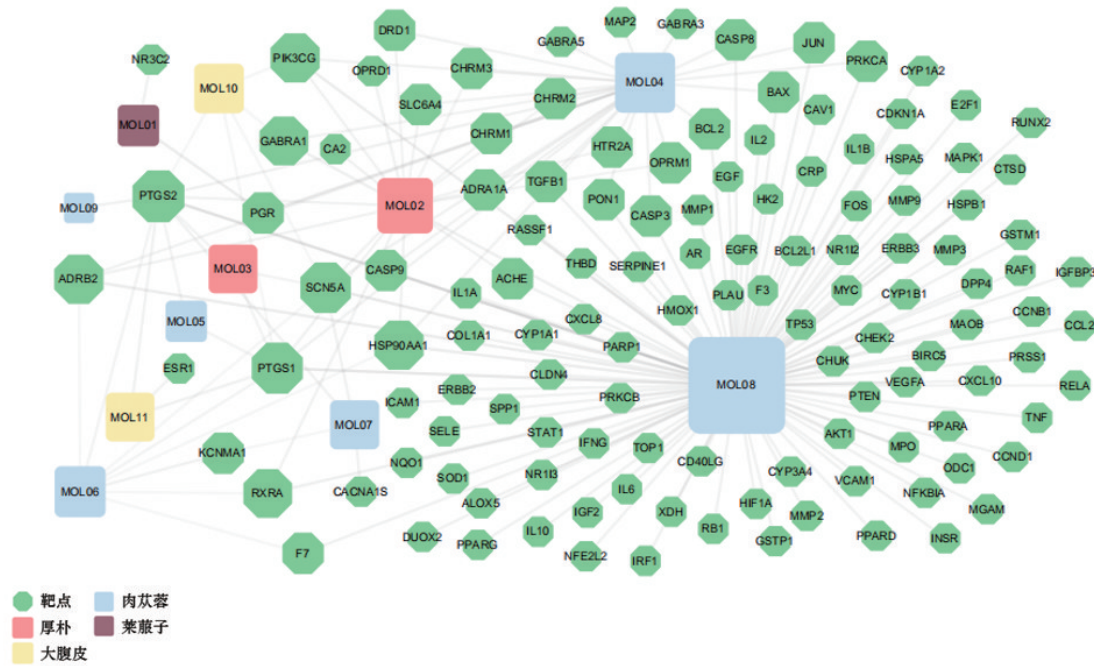 DRD1
MAP2
GABRA3
GABRA5
CASP8
JUN
NR3C2
PIK3CG
OPRD1
CHRM3
MOL04
PRKCA
CYP1A2
MOL10
SLC6A4
CHRM2
BAX
CAV1
CDKN1A
E2F1
RUNX2
MOL01
GABRA1
CA2
CHRM1
HTR2A
BCL2
IL2
IL1B
HSPA5
MAPK1
CTSD
OPRM1
PTGS2
ADRA1A
TGFB1
EGF
CRP
MOL09
PGR
MOL02
PON1
CASP3
MMP1
HK2
FOS
MMP9
HSPB1
RASSF1
MOL03
THBD
SERPINE1
AR
EGFR
BCL2L1
NR1I2
ERBB3
MMP3
GSTM1
ADRB2
SCN5A
CASP9
ACHE
RAF1
IGFBP3
IL1A
PLAU
F3
MYC
CYP1B1
DPP4
MOL05
CXCL8
HMOX1
TP53
CCNB1
CCL2
COL1A1
CYP1A1
CHEK2
MAOB
HSP90AA1
PARP1
CHUK
BIRC5
PRSS1
ESR1
PTGS1
CLDN4
MOL08
VEGFA
CXCL10
RELA
ERBB2
PRKCB
PTEN
MOL11
ICAM1
SPP1
TNF
MOL07
SELE
STAT1
IFNG
TOP1
AKT1
PPARA
KCNMA1
NQO1
CD40LG
MPO
CCND1
MOL06
SOD1
NR1I3
CYP3A4
VCAM1
ODC1
RXRA
CACNA1S
ALOX5
IL6
HIF1A
NFKBIA
MGAM
IGF2
XDH
MMP2
DUOX2
IL10
RB1
F7
PPARG
NFE2L2
IRF1
GSTP1
PPARD
INSR
靶点 肉苁蓉
厚朴 莱菔子
大腹皮